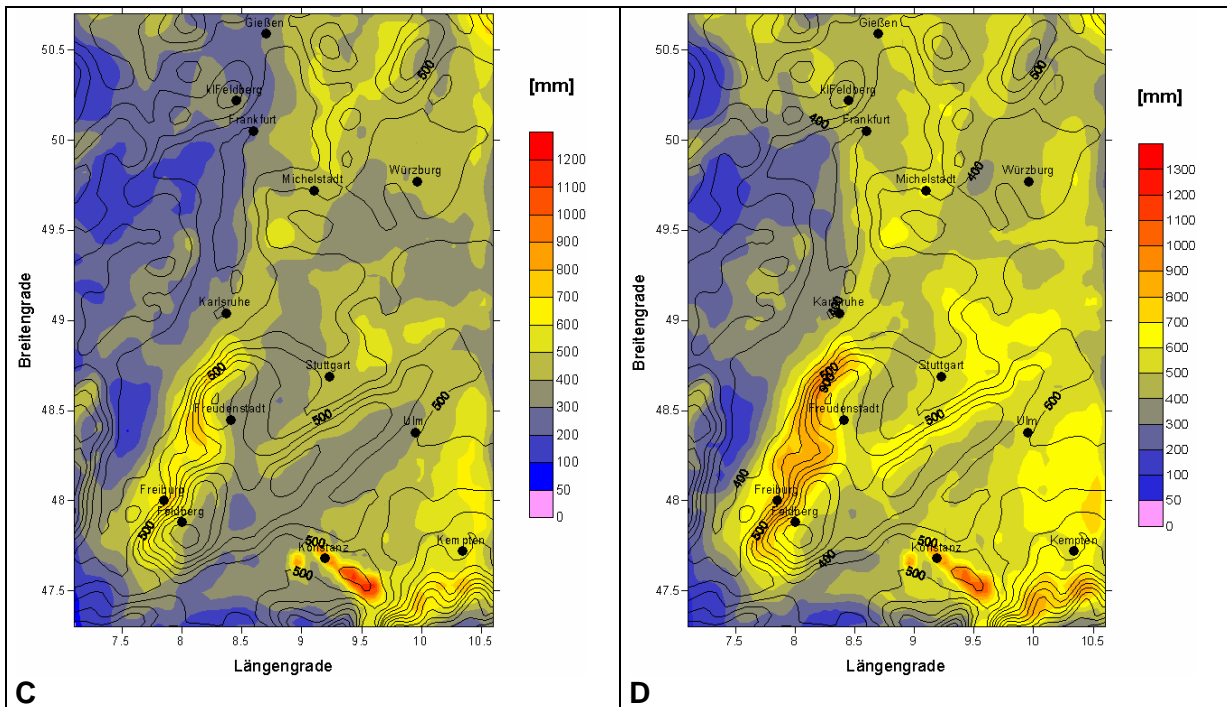 Gießen
50.5
klFeldberg
500
[mm]
50
Frankfurt
1200
1100
1000
900
800
700
600
500
400
300
200
100
50
0
Michelstadt
Würzburg
49.5
Breitengrade
Karlsruhe
49
500
Stuttgart
48.5
Freudenstadt
500
500
Ulm
48
Freiburg
500
Feldberg
500
Konstanz
500
Kempten
47.5
7.5
8
8.5
9
9.5
10
10.5
Längengrade
C
Gießen
50.5
klFeldberg
500
[mm]
400
50
Frankfurt
1300
1200
1100
1000
900
800
700
600
500
400
300
200
100
50
0
Michelstadt
Würzburg
400
49.5
Breitengrade
Karlsruhe
49
500
Stuttgart
48.5
Freudenstadt
500
500
Ulm
400
48
Freiburg
500
Feldberg
400
500
Konstanz
500
Kempten
47.5
7.5
8
8.5
9
9.5
10
10.5
Längengrade
D